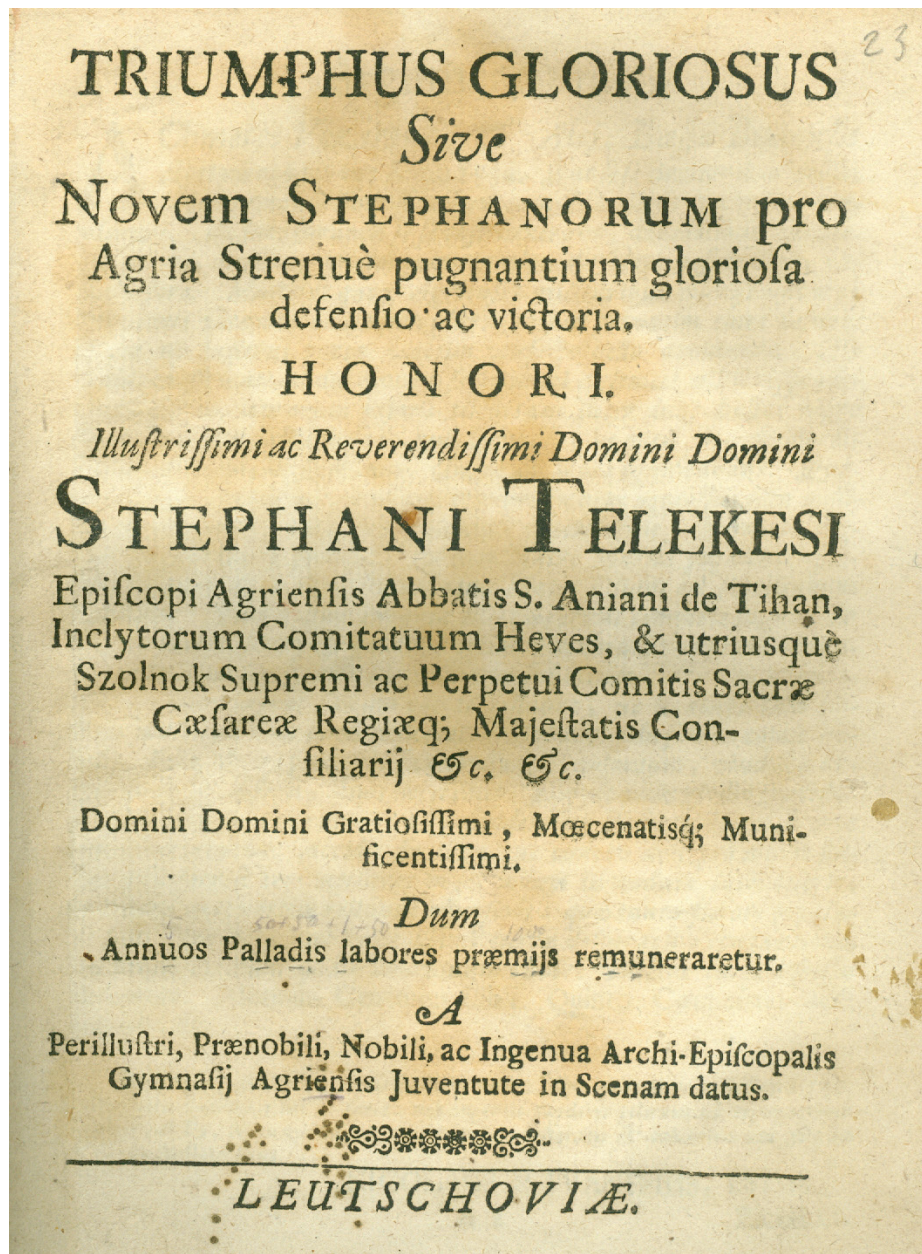 23
TRIUMPHUS GLORIOSUS
Sive
Novem STEPHANORUM pro
Agria Strenuè pugnantium glorioſa
defenſio ac victoria.
HONORI.
Illuſtriſſimi ac Reverendiſſimi Domini Domini
STEPHANI TELEKESI
Epiſcopi Agrienſis Abbatis S. Aniani de Tihan,
Inclytorum Comitatuum Heves, & utriusquè
Szolnok Supremi ac Perpetui Comitis Sacræ
Cæſareæ Regiæq; Majeſtatis Con-
ſiliarij &c. &c.
Domini Domini Gratioſiſſimi, Mœcenatisq́; Muni-
ficentiſſimi.
Dum
Annuos Palladis labores præmijs remuneraretur.
A
Perilluſtri, Prænobili, Nobili, ac Ingenua Archi-Epiſcopalis
Gymnaſij Agrienſis Juventute in Scenam datus.
LEUTSCHOVIÆ.